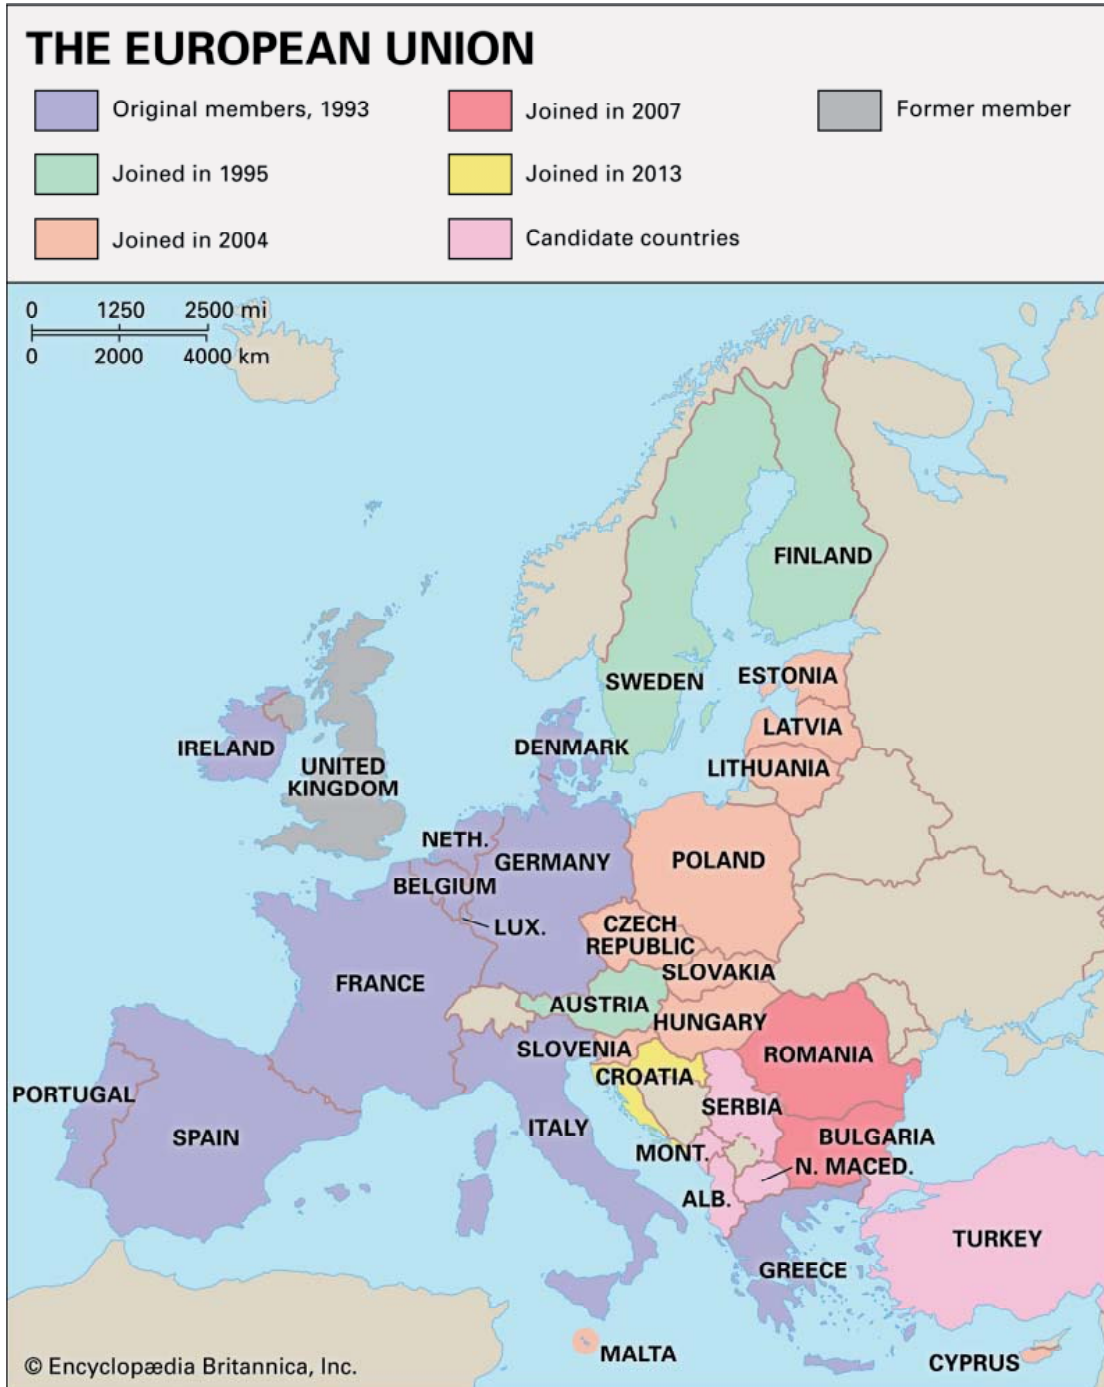 THE EUROPEAN UNION
Original members, 1993
Joined in 1995
Joined in 2004
Joined in 2007
Joined in 2013
Candidate countries
Former member
0 1250 2500 mi
0 2000 4000 km
FINLAND
SWEDEN
ESTONIA
LATVIA
LITHUANIA
IRELAND
UNITED
KINGDOM
DENMARK
NETH.
GERMANY
POLAND
BELGIUM
LUX.
CZECH
REPUBLIC
SLOVAKIA
FRANCE
AUSTRIA
HUNGARY
SLOVENIA
ROMANIA
CROATIA
PORTUGAL
SPAIN
ITALY
SERBIA
BULGARIA
MONT.
N. MACED.
ALB.
TURKEY
GREECE
MALTA
CYPRUS
© Encyclopædia Britannica, Inc.